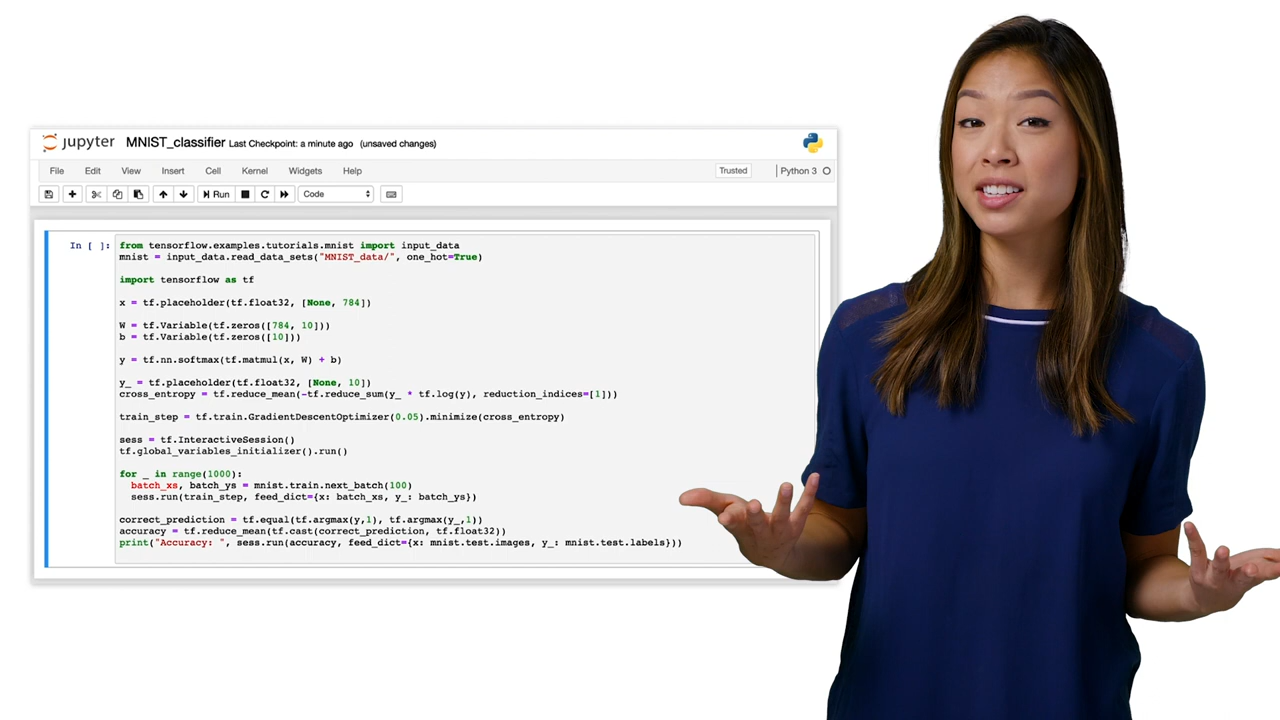 jupyter MNIST_classifier Last Checkpoint: a minute ago (unsaved changes)
File Edit View Insert Cell Kernel Widgets Help Trusted Python 3
Run Code
In [ ]: from tensorflow.examples.tutorials.mnist import input_data
mnist = input_data.read_data_sets("MNIST_data/", one_hot=True)
import tensorflow as tf
x = tf.placeholder(tf.float32, [None, 784])
W = tf.Variable(tf.zeros([784, 10]))
b = tf.Variable(tf.zeros([10]))
y = tf.nn.softmax(tf.matmul(x, W) + b)
y_ = tf.placeholder(tf.float32, [None, 10])
cross_entropy = tf.reduce_mean(-tf.reduce_sum(y_ * tf.log(y), reduction_indices=[1]))
train_step = tf.train.GradientDescentOptimizer(0.05).minimize(cross_entropy)
sess = tf.InteractiveSession()
tf.global_variables_initializer().run()
for _ in range(1000):
batch_xs, batch_ys = mnist.train.next_batch(100)
sess.run(train_step, feed_dict={x: batch_xs, y_: batch_ys})
correct_prediction = tf.equal(tf.argmax(y,1), tf.argmax(y_,1))
accuracy = tf.reduce_mean(tf.cast(correct_prediction, tf.float32))
print("Accuracy: ", sess.run(accuracy, feed_dict={x: mnist.test.images, y_: mnist.test.labels}))